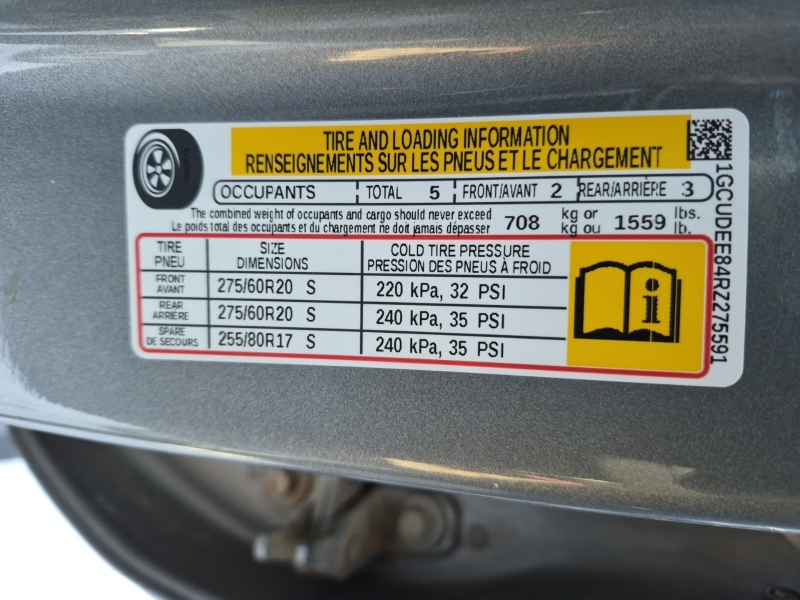 TIRE AND LOADING INFORMATION
RENSEIGNEMENTS SUR LES PNEUS ET LE CHARGEMENT
OCCUPANTS TOTAL 5 FRONT/AVANT 2 REAR/ARRIÈRE 3
The combined weight of occupants and cargo should never exceed 708 kg or 1559 lbs.
Le poids total des occupants et du chargement ne doit jamais dépasser kg ou lb.
TIRE SIZE COLD TIRE PRESSURE
PNEU DIMENSIONS PRESSION DES PNEUS À FROID
FRONT
AVANT 275/60R20 S 220 kPa, 32 PSI
REAR
ARRIÈRE 275/60R20 S 240 kPa, 35 PSI
SPARE
DE SECOURS 255/80R17 S 240 kPa, 35 PSI
i
1GCUDEE84RZ275591